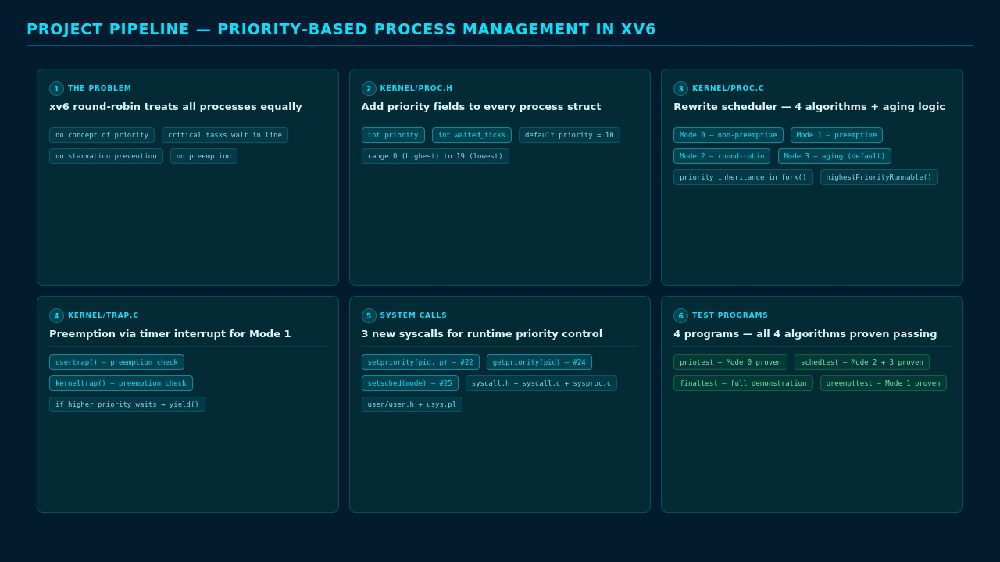 PROJECT PIPELINE — PRIORITY-BASED PROCESS MANAGEMENT IN XV6
1 THE PROBLEM
xv6 round-robin treats all processes equally
no concept of priority critical tasks wait in line
no starvation prevention no preemption
2 KERNEL/PROC.H
Add priority fields to every process struct
int priority int waited_ticks default priority = 10
range 0 (highest) to 19 (lowest)
3 KERNEL/PROC.C
Rewrite scheduler — 4 algorithms + aging logic
Mode 0 — non-preemptive Mode 1 — preemptive
Mode 2 — round-robin Mode 3 — aging (default)
priority inheritance in fork() highestPriorityRunnable()
4 KERNEL/TRAP.C
Preemption via timer interrupt for Mode 1
usertrap() — preemption check
kerneltrap() — preemption check
if higher priority waits → yield()
5 SYSTEM CALLS
3 new syscalls for runtime priority control
setpriority(pid, p) — #22 getpriority(pid) — #24
setsched(mode) — #25 syscall.h + syscall.c + sysproc.c
user/user.h + usys.pl
6 TEST PROGRAMS
4 programs — all 4 algorithms proven passing
priotest — Mode 0 proven schedtest — Mode 2 + 3 proven
finaltest — full demonstration preempttest — Mode 1 proven